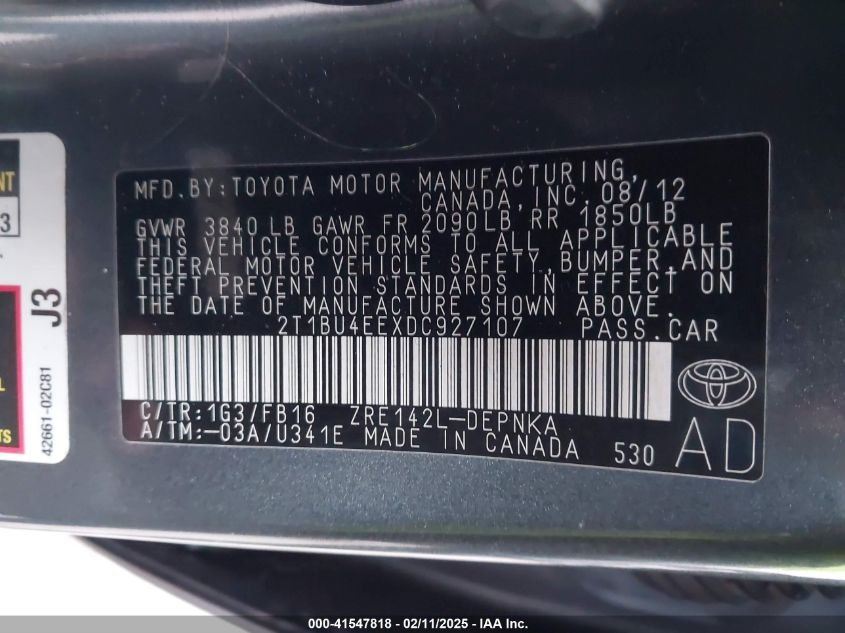 MFD.BY:TOYOTA MOTOR MANUFACTURING,
CANADA,INC. 08/12
GVWR 3840 LB GAWR FR 2090LB RR 1850LB
THIS VEHICLE CONFORMS TO ALL APPLICABLE
FEDERAL MOTOR VEHICLE SAFETY,BUMPER,AND
THEFT PREVENTION STANDARDS IN EFFECT ON
THE DATE OF MANUFACTURE SHOWN ABOVE.
2T1BU4EEXDC927107 PASS.CAR
C/TR:1G3/FB16 ZRE142L-DEPNKA
A/TM:-03A/U341E MADE IN CANADA 530 AD
J3
42661-02C81
NT
3
L
TS
000-41547818 - 02/11/2025 - IAA Inc.